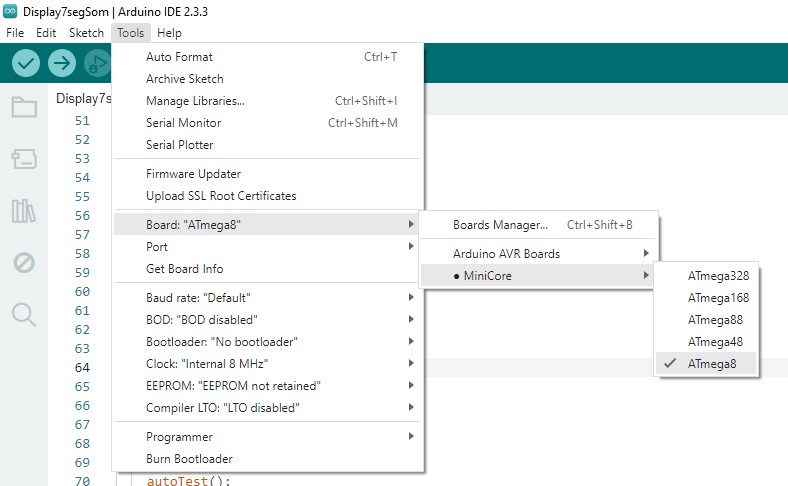 Display7segSom | Arduino IDE 2.3.3
File Edit Sketch Tools Help
Auto Format Ctrl+T
Archive Sketch
Display7s
Manage Libraries... Ctrl+Shift+I
51
Serial Monitor Ctrl+Shift+M
52
Serial Plotter
53
Firmware Updater
54
55
Upload SSL Root Certificates
56
Board: "ATmega8"
Boards Manager... Ctrl+Shift+B
57
Port
Arduino AVR Boards
58
Get Board Info
● MiniCore
ATmega328
59
60
Baud rate: "Default"
ATmega168
61
BOD: "BOD disabled"
ATmega88
62
Bootloader: "No bootloader"
ATmega48
63
Clock: "Internal 8 MHz"
✓ ATmega8
64
EEPROM: "EEPROM not retained"
65
Compiler LTO: "LTO disabled"
66
67
Programmer
68
Burn Bootloader
69
70 autoTest();